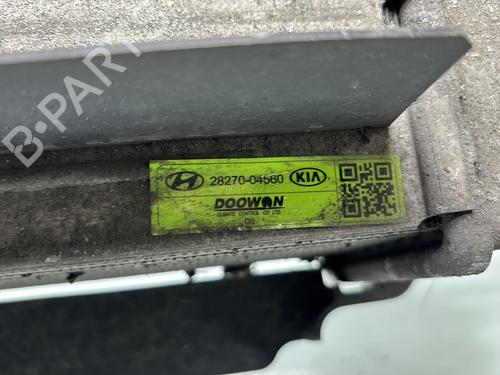 B-PARTS
28270-04560 KIA
DOOWON
CLIMATE CONTROL CO LTD